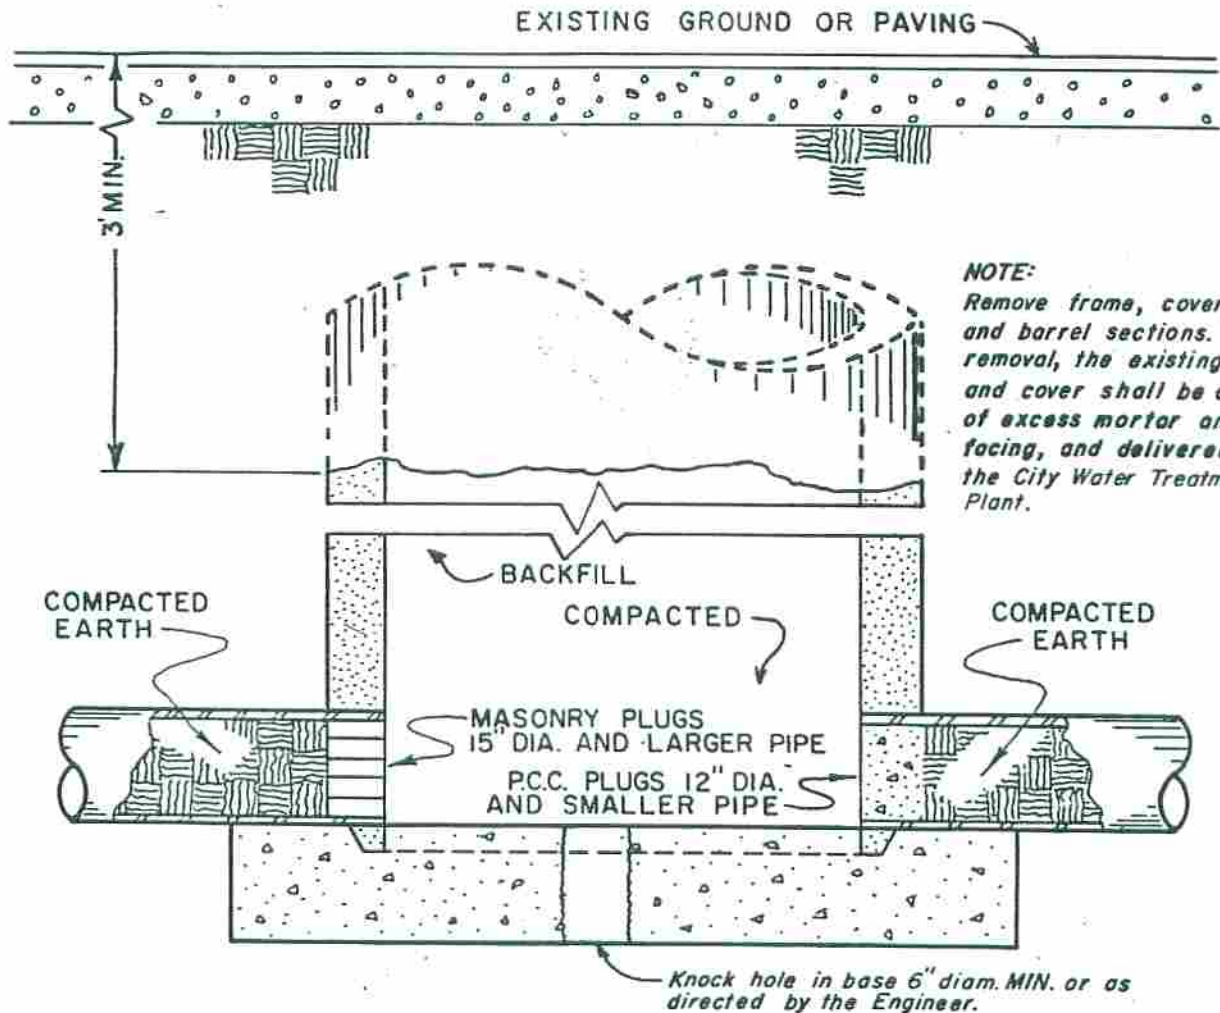 EXISTING GROUND OR PAVING
3' MIN.
NOTE:
Remove frame, cover
and barrel sections.
removal, the existing
and cover shall be
of excess mortar
facing, and delivere
the City Water Treatm
Plant.
BACKFILL
COMPACTED
EARTH
COMPACTED
COMPACTED
EARTH
MASONRY PLUGS
15" DIA. AND LARGER PIPE
P.C.C. PLUGS 12" DIA.
AND SMALLER PIPE
Knock hole in base 6" diam. MIN. or as
directed by the Engineer.